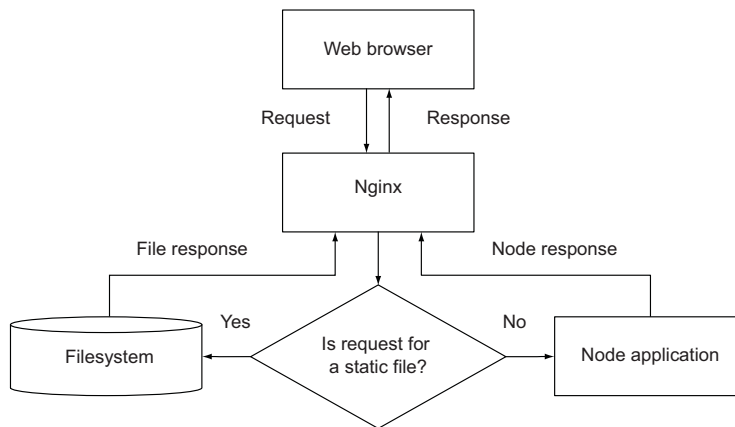 Web browser
Request
Response
Nginx
File response
Node response
Yes
No
Filesystem
Is request for
a static file?
Node application